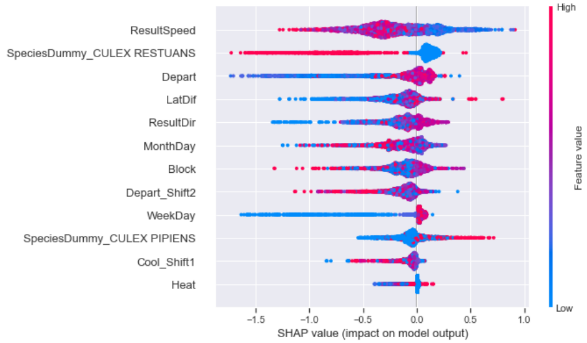 High
ResultSpeed
SpeciesDummy_CULEX RESTUANS
Depart
LatDif
ResultDir
MonthDay
Block
Depart_Shift2
WeekDay
SpeciesDummy_CULEX PIPIENS
Cool_Shift1
Heat
Feature value
Low
−1.5 −1.0 −0.5 0.0 0.5 1.0
SHAP value (impact on model output)